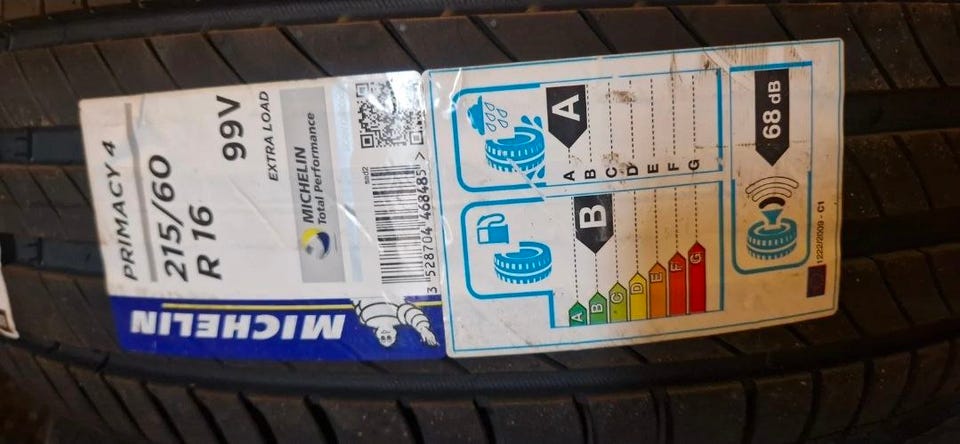 MICHELIN
PRIMACY 4
215/60
R 16
99V
EXTRA LOAD
MICHELIN
Total Performance
3 528704 468485 >
A
A
B
C
D
E
F
G
B
A
B
C
D
E
F
G
68 dB
1222/2009 - C1